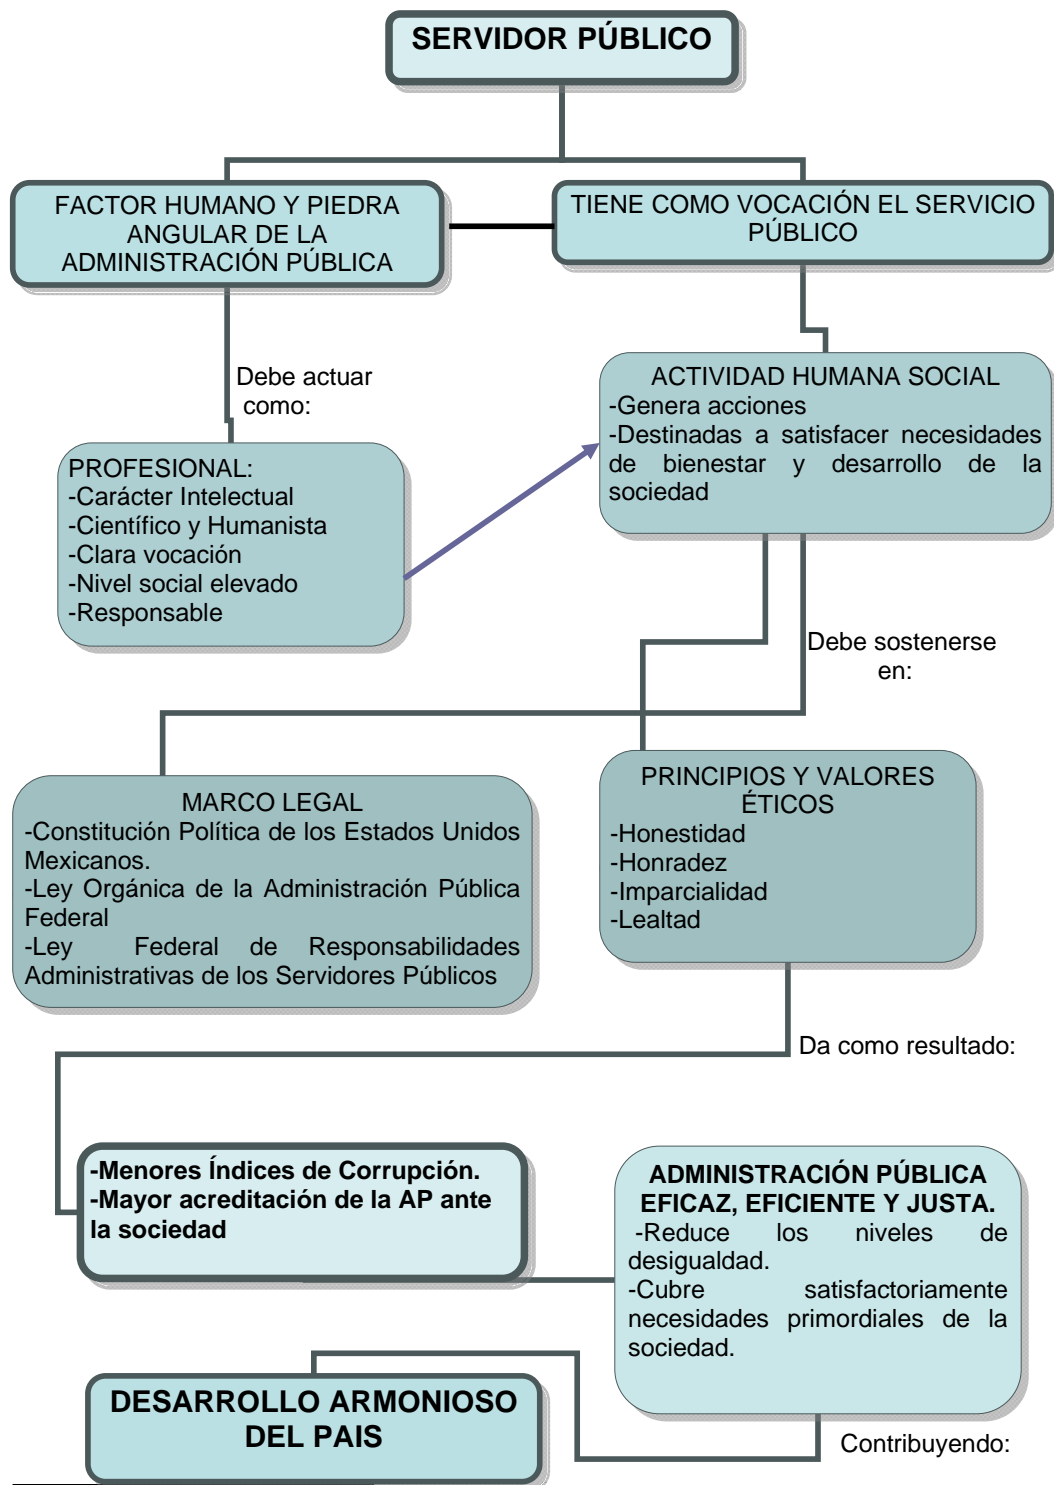 SERVIDOR PÚBLICO
FACTOR HUMANO Y PIEDRA
ANGULAR DE LA
ADMINISTRACIÓN PÚBLICA
TIENE COMO VOCACIÓN EL SERVICIO
PÚBLICO
Debe actuar
como:
ACTIVIDAD HUMANA SOCIAL
-Genera acciones
-Destinadas a satisfacer necesidades
de bienestar y desarrollo de la
sociedad
PROFESIONAL:
-Carácter Intelectual
-Científico y Humanista
-Clara vocación
-Nivel social elevado
-Responsable
Debe sostenerse
en:
MARCO LEGAL
-Constitución Política de los Estados Unidos
Mexicanos.
-Ley Orgánica de la Administración Pública
Federal
-Ley Federal de Responsabilidades
Administrativas de los Servidores Públicos
PRINCIPIOS Y VALORES
ÉTICOS
-Honestidad
-Honradez
-Imparcialidad
-Lealtad
Da como resultado:
-Menores Índices de Corrupción.
-Mayor acreditación de la AP ante
la sociedad
ADMINISTRACIÓN PÚBLICA
EFICAZ, EFICIENTE Y JUSTA.
-Reduce los niveles de
desigualdad.
-Cubre satisfactoriamente
necesidades primordiales de la
sociedad.
DESARROLLO ARMONIOSO
DEL PAIS
Contribuyendo: